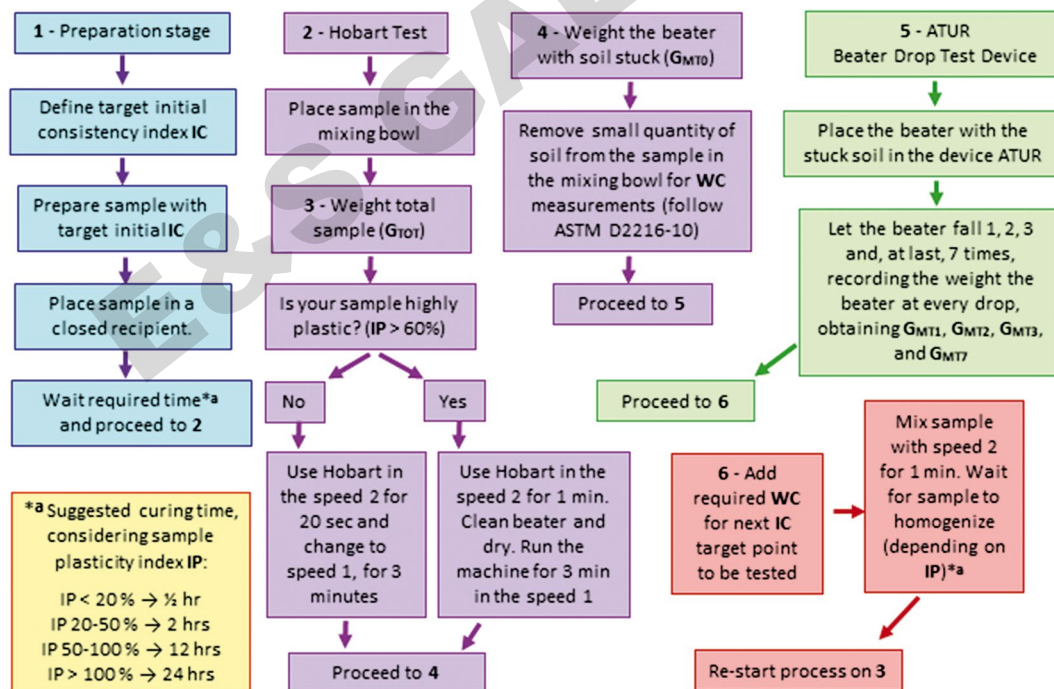 1 - Preparation stage
Define target initial
consistency index IC
Prepare sample with
target initial IC
Place sample in a
closed recipient.
Wait required time*a
and proceed to 2
*a Suggested curing time,
considering sample
plasticity index IP:
IP < 20 % → ½ hr
IP 20-50 % → 2 hrs
IP 50-100 % → 12 hrs
IP > 100 % → 24 hrs
2 - Hobart Test
Place sample in the
mixing bowl
3 - Weight total
sample (GTOT)
Is your sample highly
plastic? (IP > 60%)
No
Yes
Use Hobart in
the speed 2 for
20 sec and
change to
speed 1, for 3
minutes
Use Hobart in the
speed 2 for 1 min.
Clean beater and
dry. Run the
machine for 3 min
in the speed 1
Proceed to 4
4 - Weight the beater
with soil stuck (GMT0)
Remove small quantity of
soil from the sample in
the mixing bowl for WC
measurements (follow
ASTM D2216-10)
Proceed to 5
5 - ATUR
Beater Drop Test Device
Place the beater with the
stuck soil in the device ATUR
Let the beater fall 1, 2, 3
and, at last, 7 times,
recording the weight the
beater at every drop,
obtaining GMT1, GMT2, GMT3,
and GMT7
Proceed to 6
6 - Add
required WC
for next IC
target point
to be tested
Mix sample
with speed 2
for 1 min. Wait
for sample to
homogenize
(depending on
IP)*a
Re-start process on 3